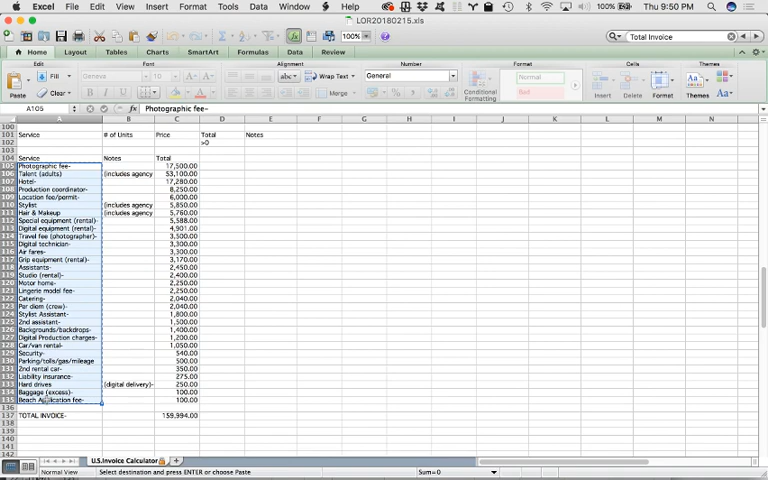 Excel File Edit View Insert Format Tools Data Window Help 100% Thu 9:50 PM
LOR20180215.xls
100% Total Invoice
Home Layout Tables Charts SmartArt Formulas Data Review
Edit Font Alignment Number Format Cells Themes
Paste Fill Clear Geneva 10 abc Wrap Text Merge General Conditional Formatting Normal Bad Insert Delete Format Themes Aa
A105 fx Photographic fee-
A B C D E F G H I J K L M N
100
101 Service # of Units Price Total Notes
102 >0
104 Service Notes Total
105 Photographic fee- 17,500.00
106 Talent (adults) (includes agency 53,100.00
107 Hotel- 17,280.00
108 Production coordinator- 8,250.00
109 Location fee/permit- 6,000.00
110 Stylist (includes agency 5,850.00
111 Hair & Makeup (includes agency 5,760.00
112 Special equipment (rental)- 5,588.00
113 Digital equipment (rental)- 4,901.00
114 Travel fee (photographer)- 3,500.00
115 Digital technician- 3,300.00
116 Air fares- 3,300.00
117 Grip equipment (rental)- 3,170.00
118 Assistants- 2,450.00
119 Studio (rental)- 2,400.00
120 Motor home- 2,250.00
121 Lingerie model fee- 2,250.00
122 Catering- 2,040.00
123 Per diem (crew)- 2,040.00
124 Stylist Assistant- 1,800.00
125 2nd assistant- 1,500.00
126 Backgrounds/backdrops- 1,400.00
127 Digital Production charges- 1,200.00
128 Car/van rental- 1,050.00
129 Security- 540.00
130 Parking/tolls/gas/mileage 500.00
131 2nd rental car- 350.00
132 Liability insurance- 275.00
133 Hard drives (digital delivery)- 250.00
134 Baggage (excess)- 100.00
135 Beach Application fee- 100.00
136
137 TOTAL INVOICE- 159,994.00
138
139
140
141
142
U.S.Invoice Calculator
Normal View Select destination and press ENTER or choose Paste Sum=0